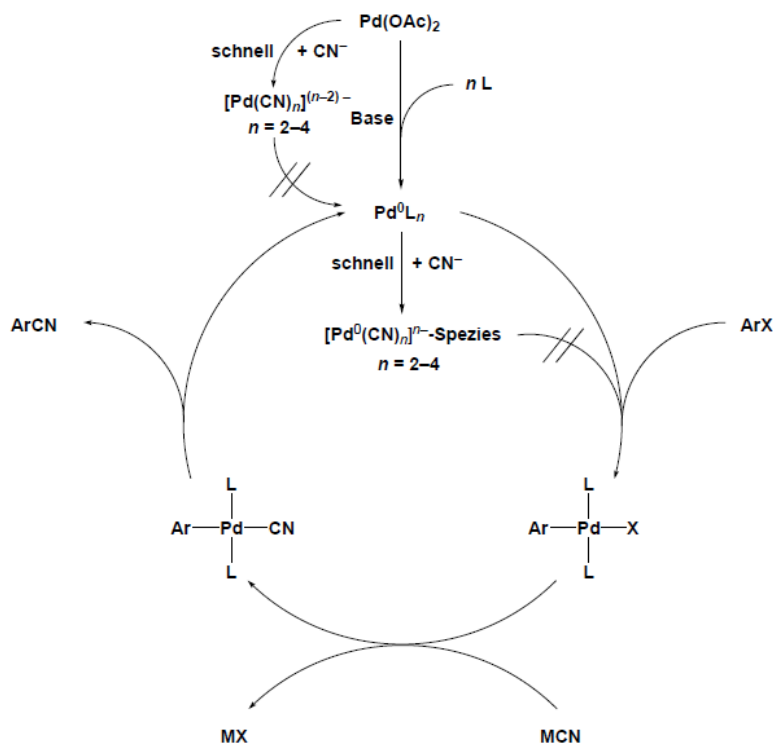 Pd(OAc)₂
schnell + CN⁻
n L
[Pd(CN)ₙ]⁽ⁿ⁻²⁾⁻
n = 2–4
Base
Pd⁰Lₙ
schnell + CN⁻
ArCN
[Pd⁰(CN)ₙ]ⁿ⁻-Spezies
n = 2–4
ArX
L L
Ar—Pd—CN Ar—Pd—X
L L
MX MCN